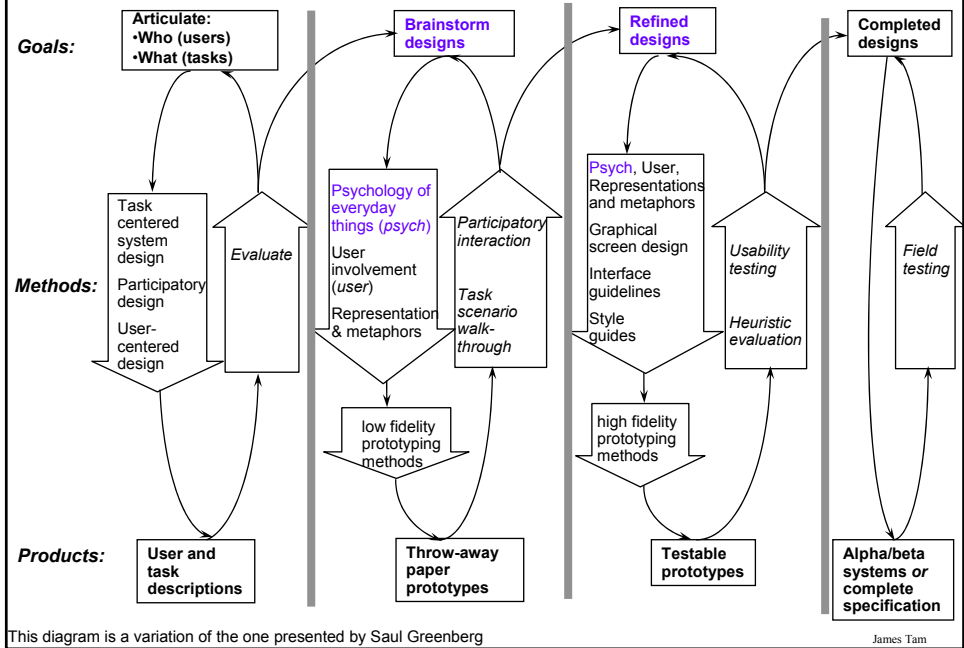 Goals:
Articulate:
•Who (users)
•What (tasks)
Brainstorm
designs
Refined
designs
Completed
designs
Methods:
Task
centered
system
design
Participatory
design
User-
centered
design
Evaluate
Psychology of
everyday
things (psych)
User
involvement
(user)
Representation
& metaphors
low fidelity
prototyping
methods
Participatory
interaction
Task
scenario
walk-
through
Psych, User,
Representations
and metaphors
Graphical
screen design
Interface
guidelines
Style
guides
high fidelity
prototyping
methods
Usability
testing
Heuristic
evaluation
Field
testing
Products:
User and
task
descriptions
Throw-away
paper
prototypes
Testable
prototypes
Alpha/beta
systems or
complete
specification
This diagram is a variation of the one presented by Saul Greenberg
James Tam